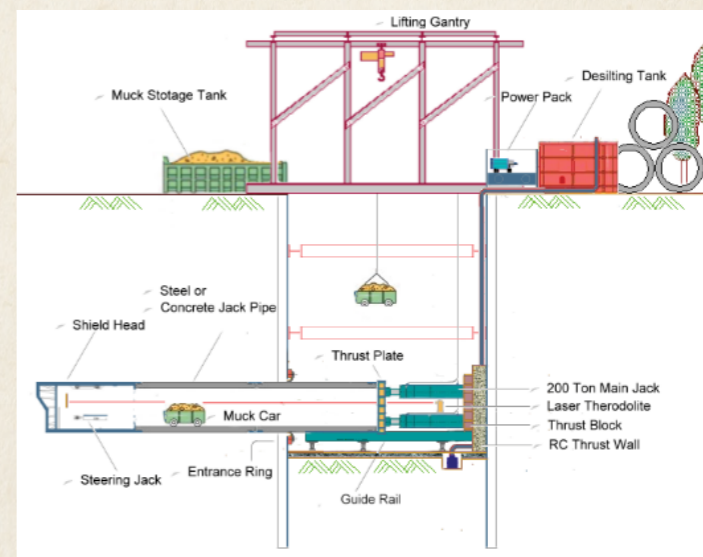 Lifting Gantry
Desilting Tank
Muck Stotage Tank
Power Pack
Steel or
Concrete Jack Pipe
Shield Head
Thrust Plate
200 Ton Main Jack
Laser Therodolite
Muck Car
Thrust Block
RC Thrust Wall
Entrance Ring
Steering Jack
Guide Rail